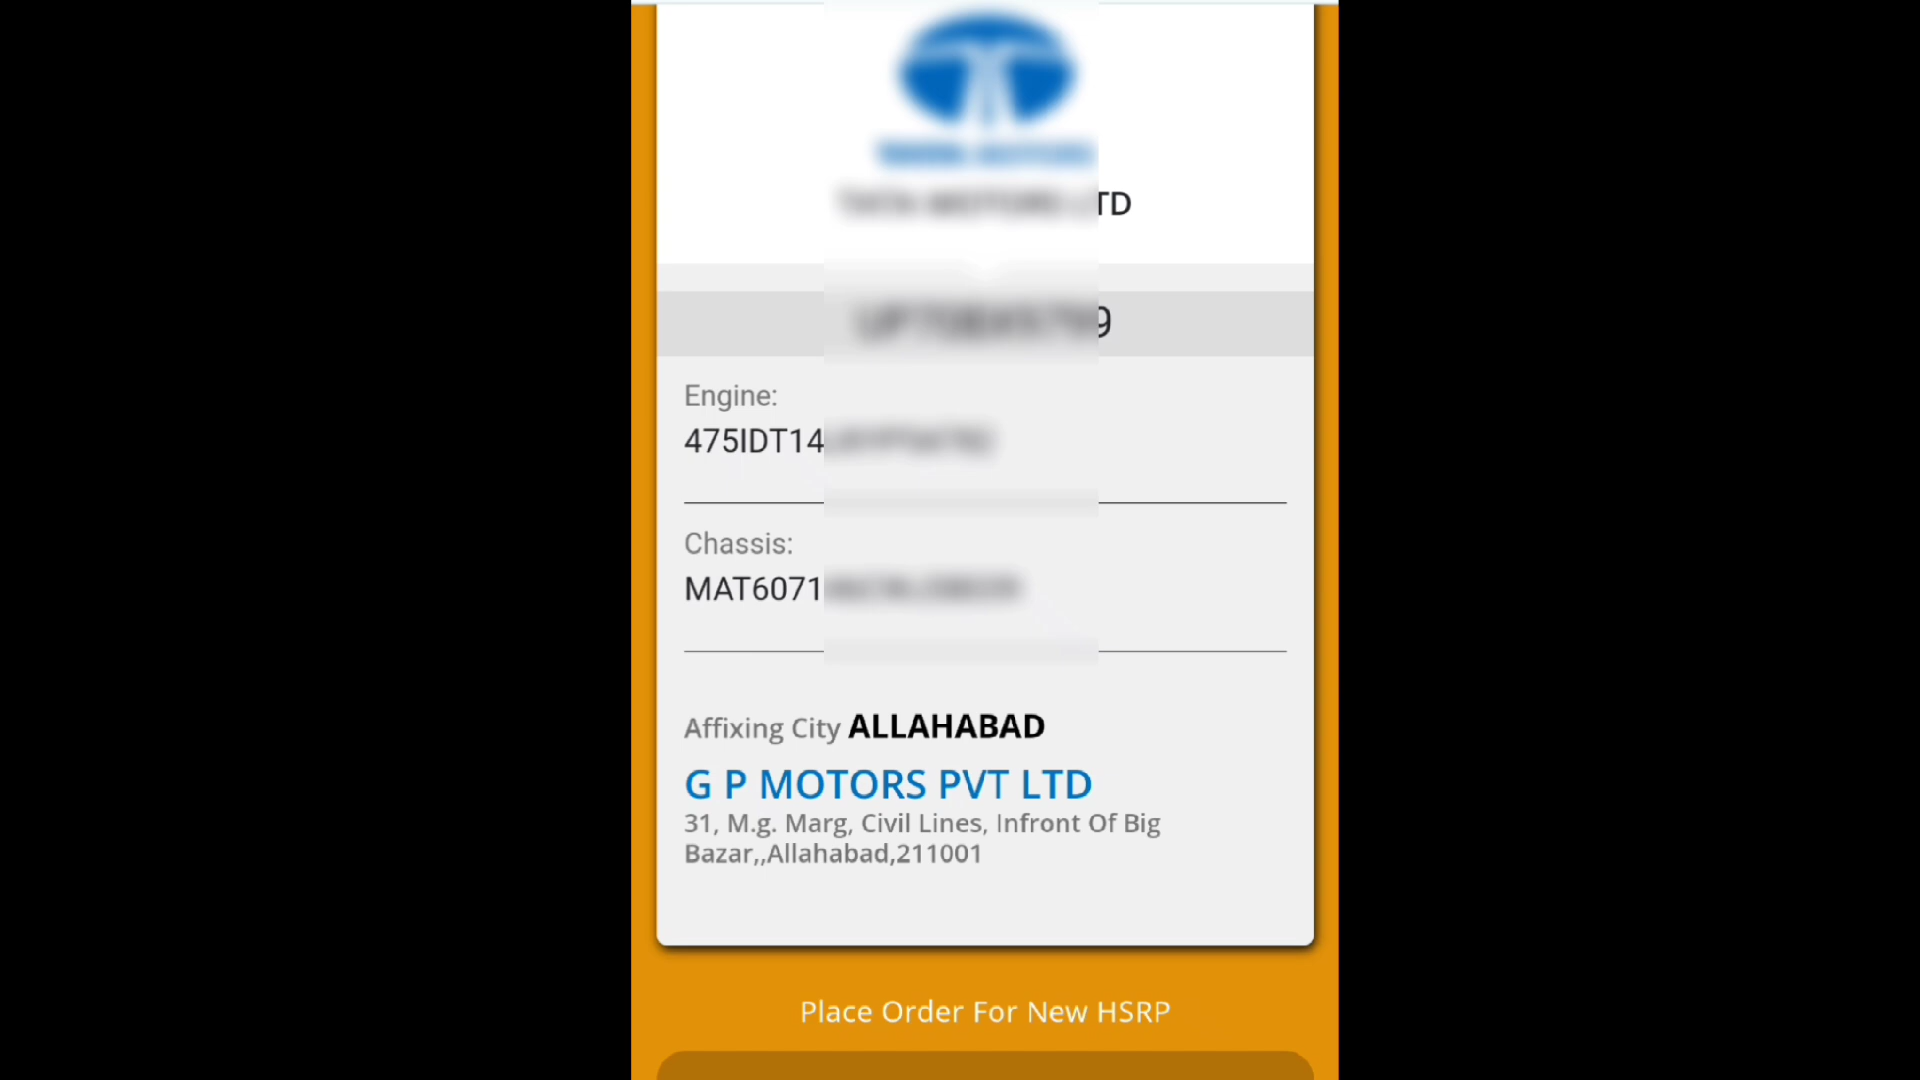 TD
9
Engine:
475IDT14
Chassis:
MAT6071
Affixing City ALLAHABAD
G P MOTORS PVT LTD
31, M.g. Marg, Civil Lines, Infront Of Big
Bazar,,Allahabad,211001
Place Order For New HSRP